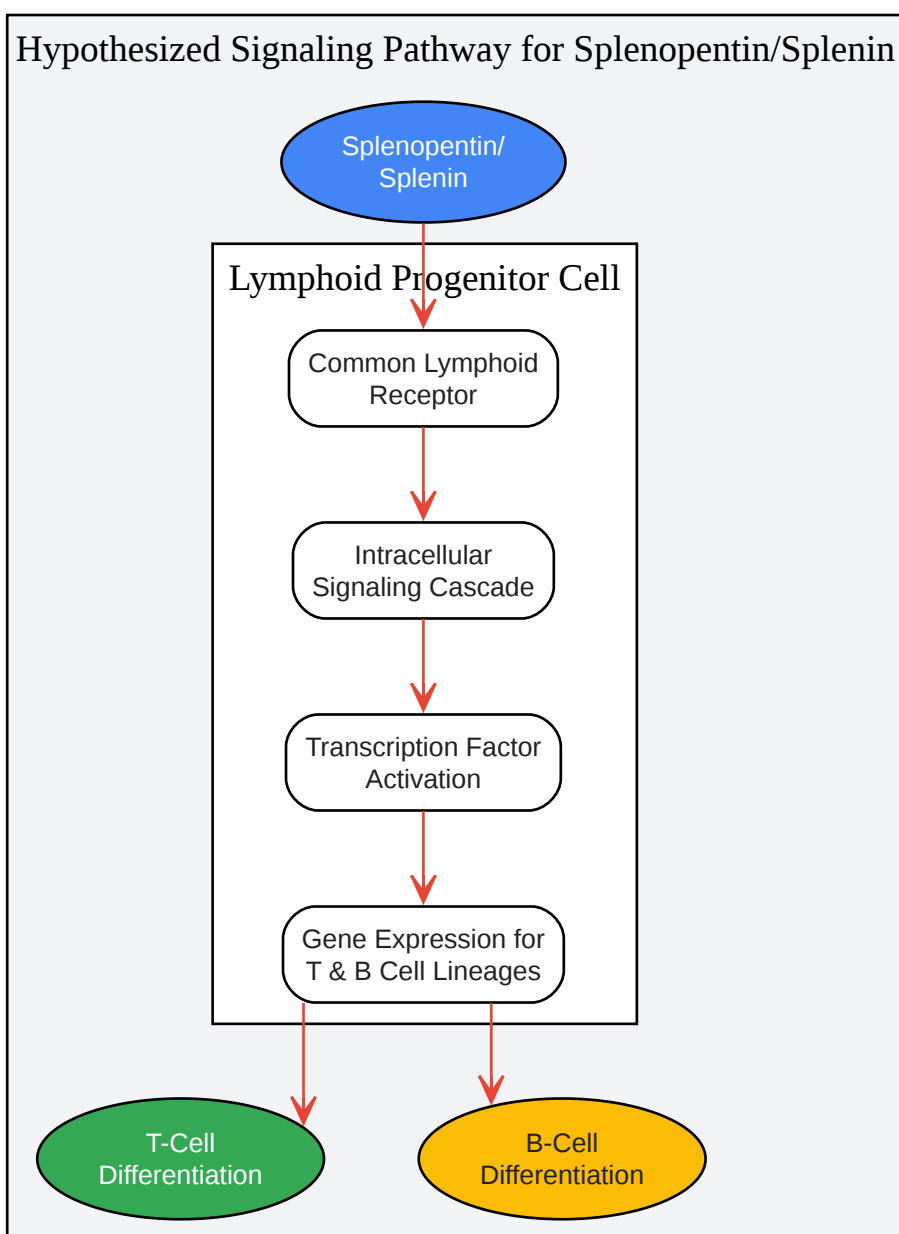 Hypothesized Signaling Pathway for Splenopentin/Splenin
Splenopentin/
Splenin
Lymphoid Progenitor Cell
Common Lymphoid
Receptor
Intracellular
Signaling Cascade
Transcription Factor
Activation
Gene Expression for
T & B Cell Lineages
T-Cell
Differentiation
B-Cell
Differentiation